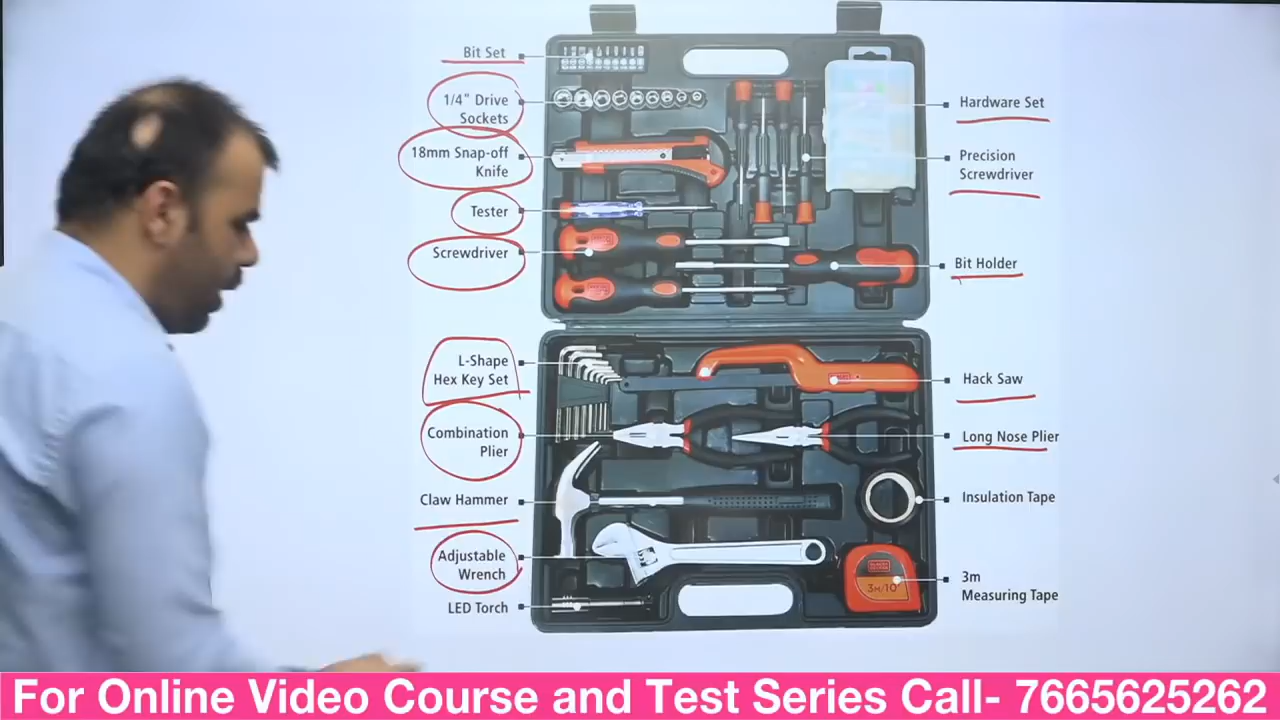 Bit Set
1/4" Drive
Sockets
18mm Snap-off
Knife
Tester
Screwdriver
Hardware Set
Precision
Screwdriver
Bit Holder
L-Shape
Hex Key Set
Combination
Plier
Claw Hammer
Adjustable
Wrench
LED Torch
Hack Saw
Long Nose Plier
Insulation Tape
3m
Measuring Tape
3M/10'
For Online Video Course and Test Series Call- 7665625262